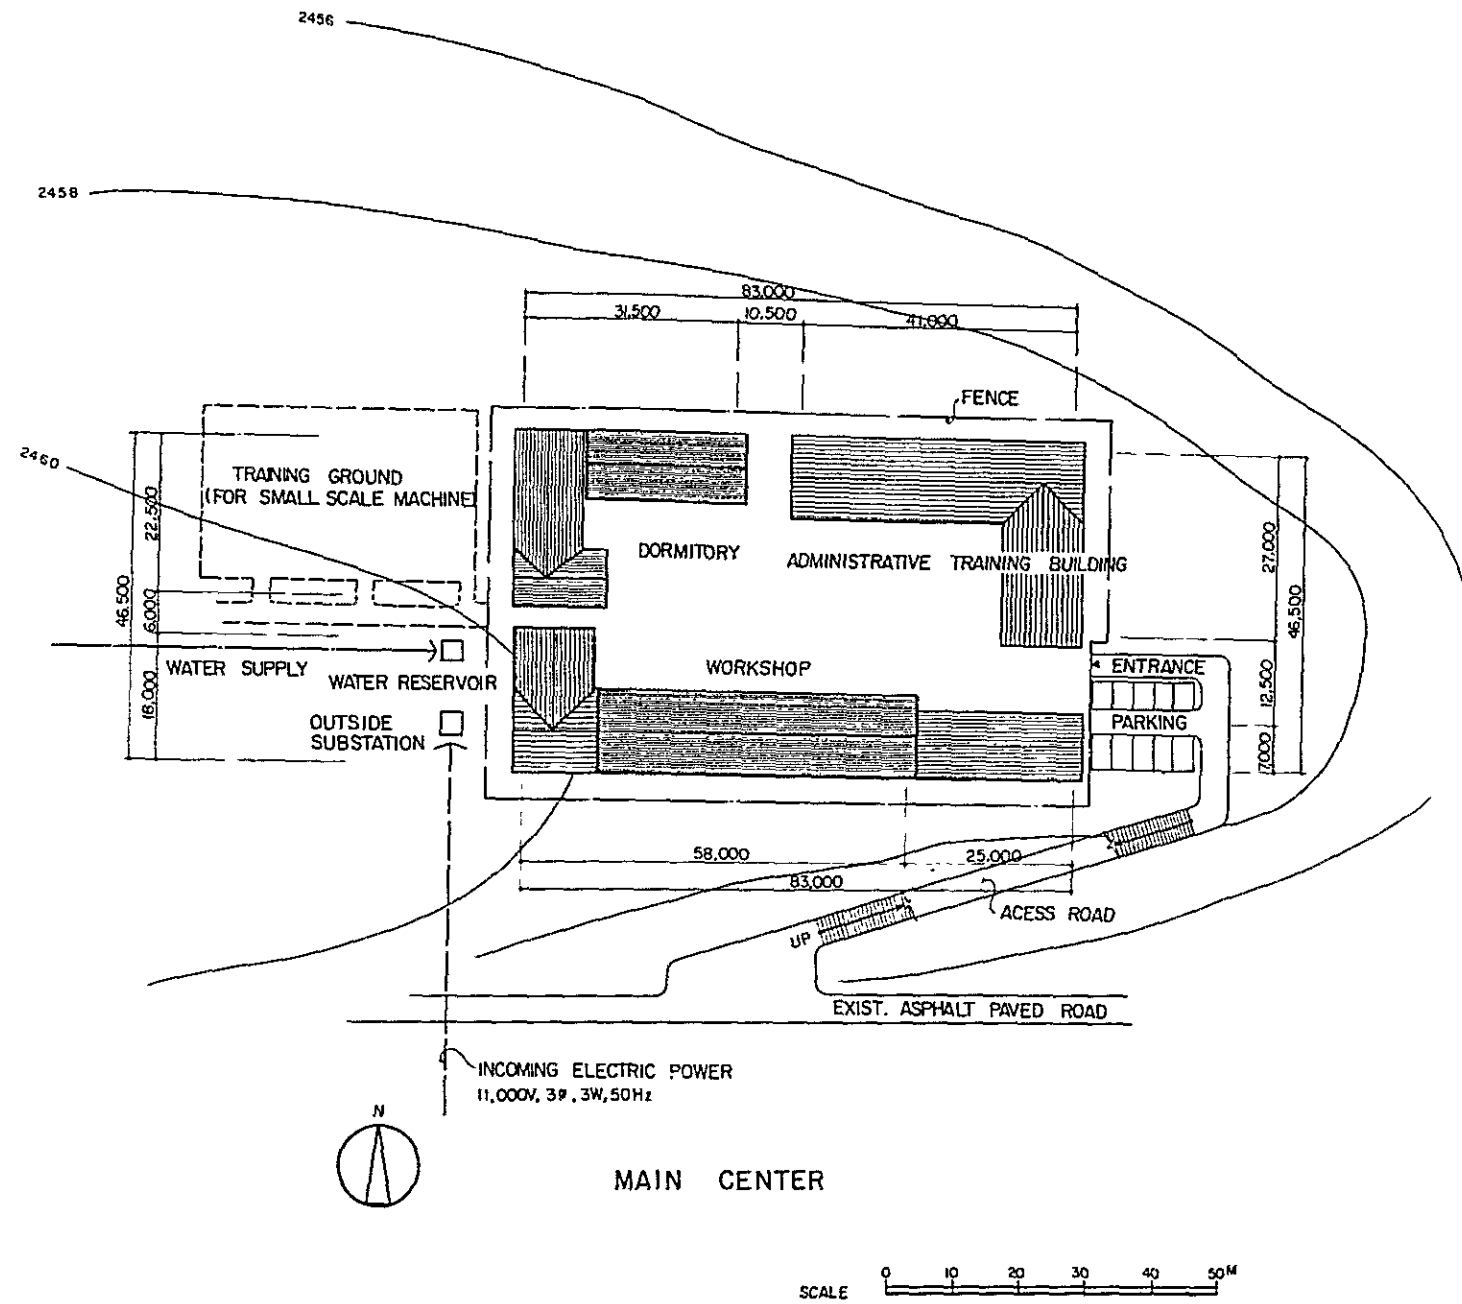 2456
2458
83,000
31,500 10,500 41,000
FENCE
2460
TRAINING GROUND
(FOR SMALL SCALE MACHINE)
22,500
46,500
6,000
18,000
DORMITORY
ADMINISTRATIVE TRAINING BUILDING
27,000
46,500
12,500
7,000
WATER SUPPLY
WATER RESERVOIR
WORKSHOP
ENTRANCE
PARKING
OUTSIDE
SUBSTATION
58,000 25,000
83,000
ACESS ROAD
UP
EXIST. ASPHALT PAVED ROAD
INCOMING ELECTRIC POWER
11,000V, 3φ, 3W, 50Hz
N
MAIN CENTER
SCALE 0 10 20 30 40 50M